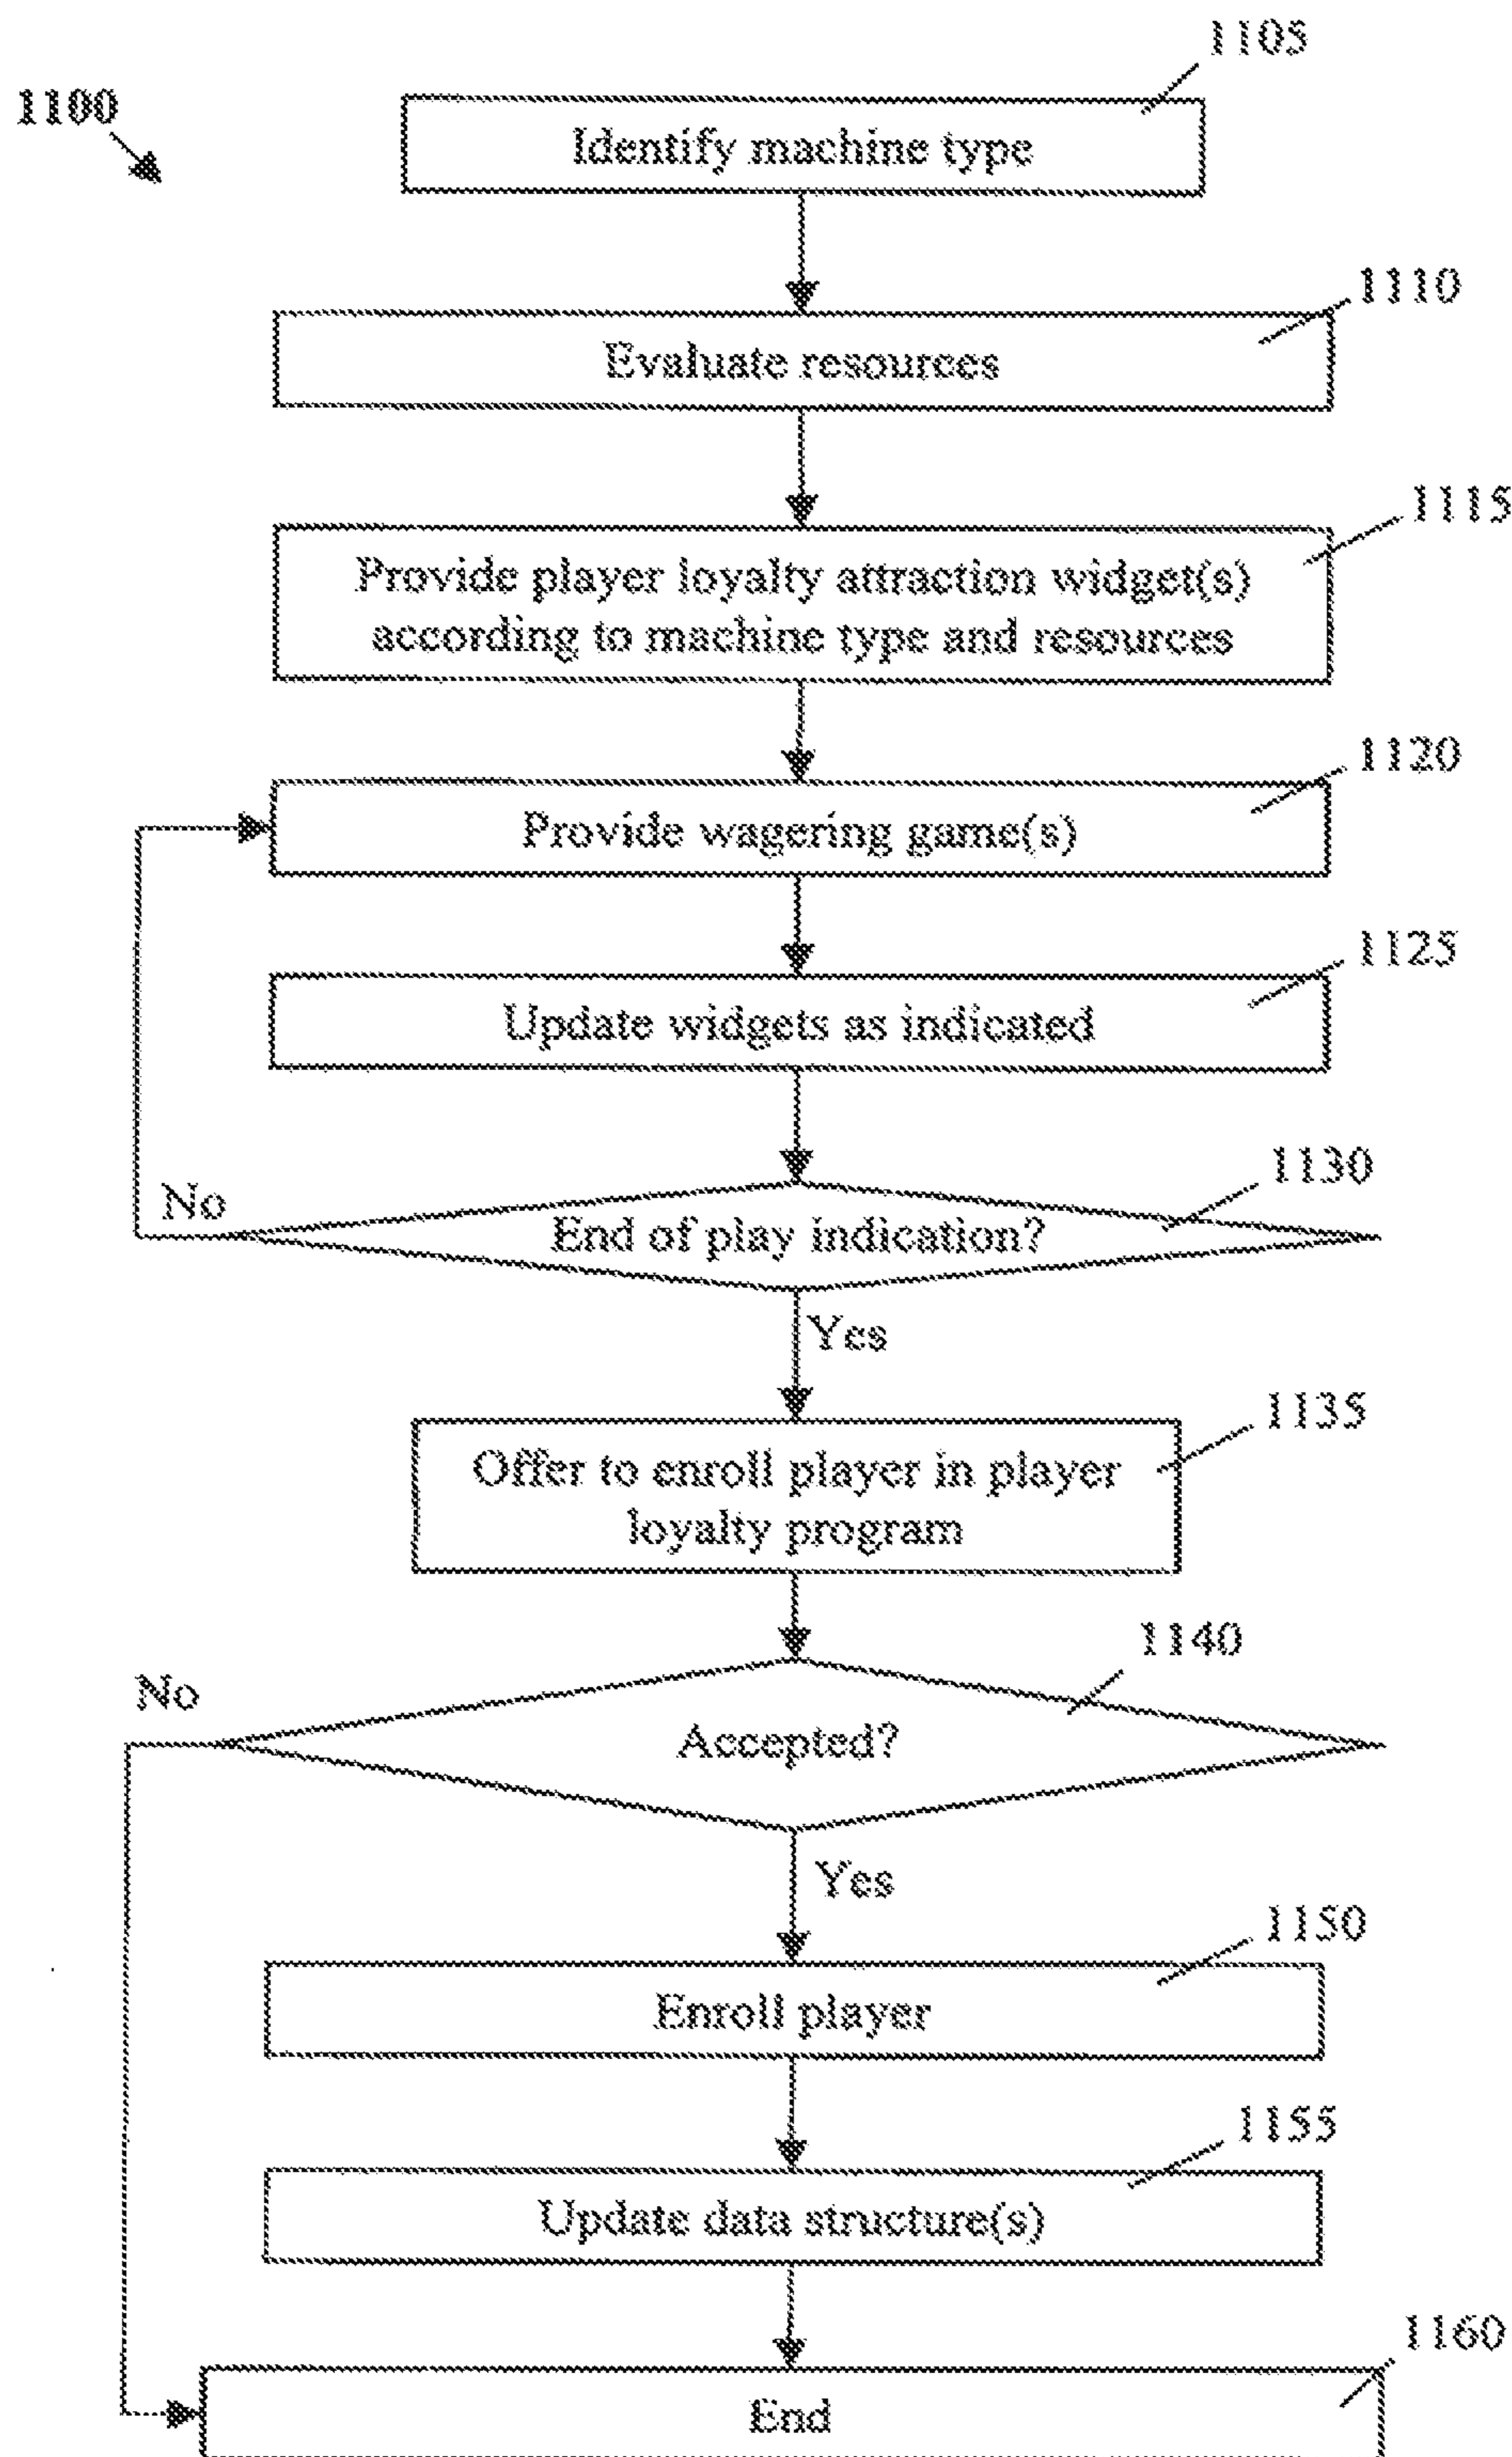 1105
1100
Identify machine type
1110
Evaluate resources
1115
Provide player loyalty attraction widget(s)
according to machine type and resources
1120
Provide wagering game(s)
1125
Update widgets as indicated
1130
No
End of play indication?
Yes
1135
Offer to enroll player in player
loyalty program
1140
No
Accepted?
Yes
1150
Enroll player
1155
Update data structure(s)
1160
End